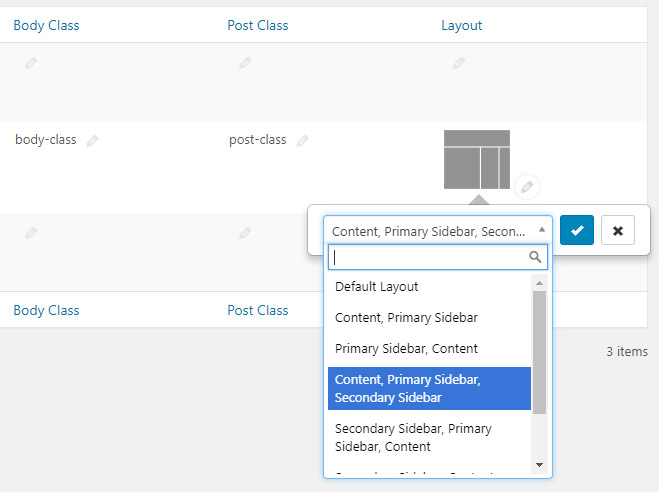 Body Class Post Class Layout
body-class post-class
Content, Primary Sidebar, Secon...
Default Layout
Content, Primary Sidebar
Primary Sidebar, Content
Content, Primary Sidebar,
Secondary Sidebar
Secondary Sidebar, Primary
Sidebar, Content
Body Class Post Class
3 items